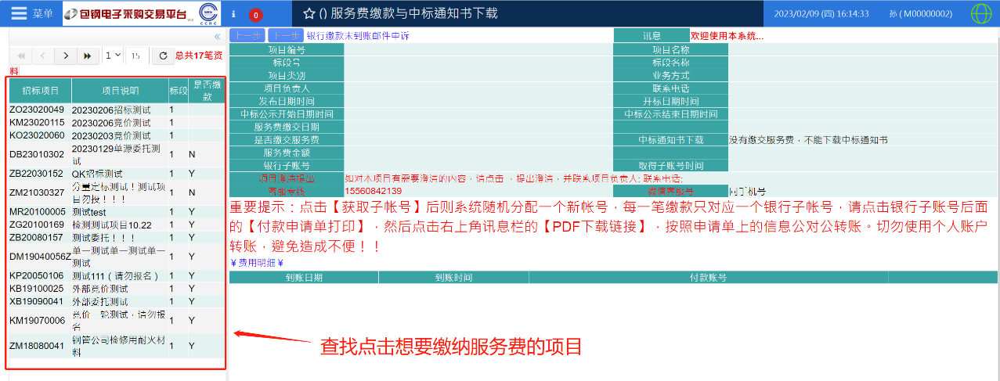 菜单 包钢电子采购交易平台 V1.0 CCRC i 0 ☆ () 服务费缴款与中标通知书下载 2023/02/09 (四) 16:14:33 孙 ( M00000002)
«
1 15 总共17笔资
料
招标项目 项目说明 标段 是否缴款
ZO23020049 20230206招标测试 1
KM23020115 20230206竞价测试 1
KO23020060 20230203竞价测试 1
DB23010302 20230129单源委托测试 1 N
ZB22030152 QK招标测试 1 Y
ZM21030327 分量定标测试！测试项目勿投！！！ 1 N
MR20100005 测试test 1 Y
ZG20100169 检测测试项目10.22 1 Y
ZB20080157 测试委托！！！ 1 Y
DM19040056Z 单一测试单一测试单一测试 1 Y
KP20050106 测试111（请勿报名） 1 Y
KB19100025 外部竞价测试 1 Y
XB19090041 外部委托测试 1 Y
KM19070006 竞价一轮测试，请勿报名 1 Y
ZM18080041 钢管公司检修用耐火材料 1 Y
上一步 下一步 银行缴款未到账邮件申诉 讯息 欢迎使用本系统...
项目编号 项目名称
标段号 标段名称
项目类别 业务方式
项目负责人 联系电话
发布日期时间 开标日期时间
中标公示开始日期时间 中标公示结束日期时间
服务费缴交日期
是否缴交服务费 中标通知书下载 没有缴交服务费，不能下载中标通知书
服务费金额
银行子账号 取得子账号时间
项目澄清提出 如对本项目有需要澄清的内容，请点击，提出澄清，并联系项目负责人: 联系电话:
客服专线 15560842139 微信客服号 同手机号
重要提示：点击【获取子帐号】后则系统随机分配一个新帐号，每一笔缴款只对应一个银行子帐号，请点击银行子账号后面
的【付款申请单打印】，然后点击右上角讯息栏的【PDF下载链接】，按照申请单上的信息公对公转账。切勿使用个人账户
转账，避免造成不便！！
¥费用明细¥
到账日期 到账时间 付款账号
查找点击想要缴纳服务费的项目